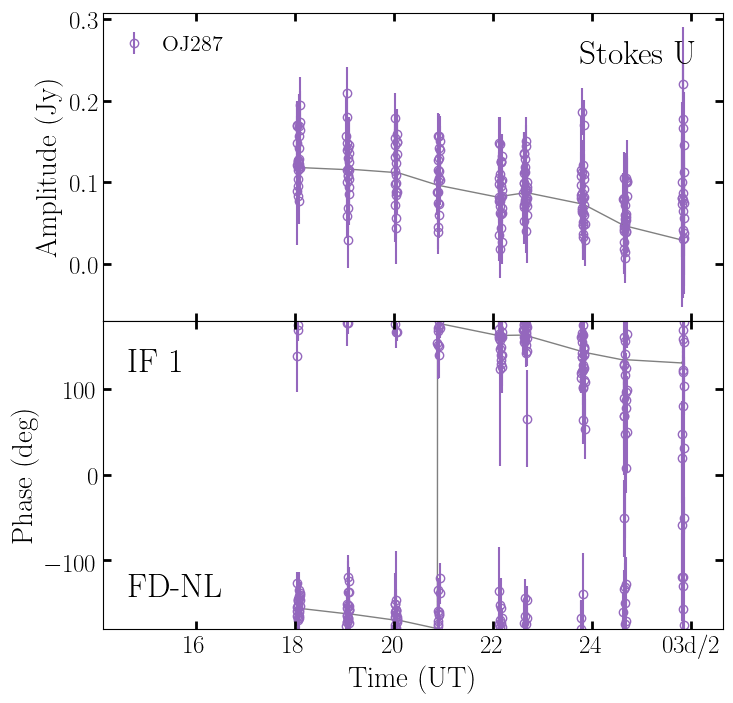 0.3
OJ287
Stokes U
0.2
0.1
0.0
Amplitude (Jy)
IF 1
100
0
−100
Phase (deg)
FD-NL
16 18 20 22 24 03d/2
Time (UT)